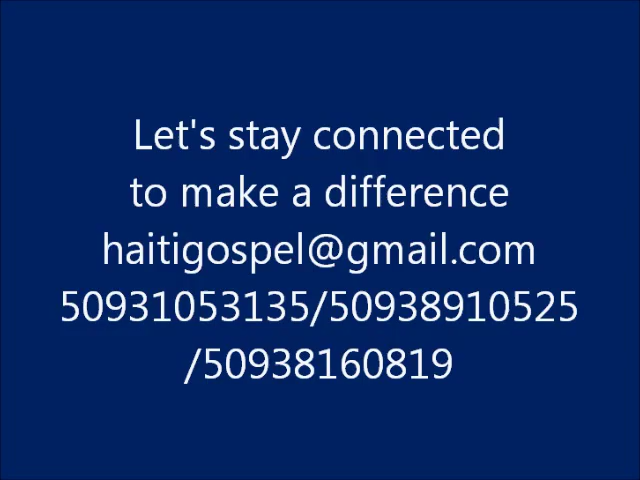 Let's stay connected
to make a difference
haitigospel@gmail.com
50931053135/50938910525
/50938160819